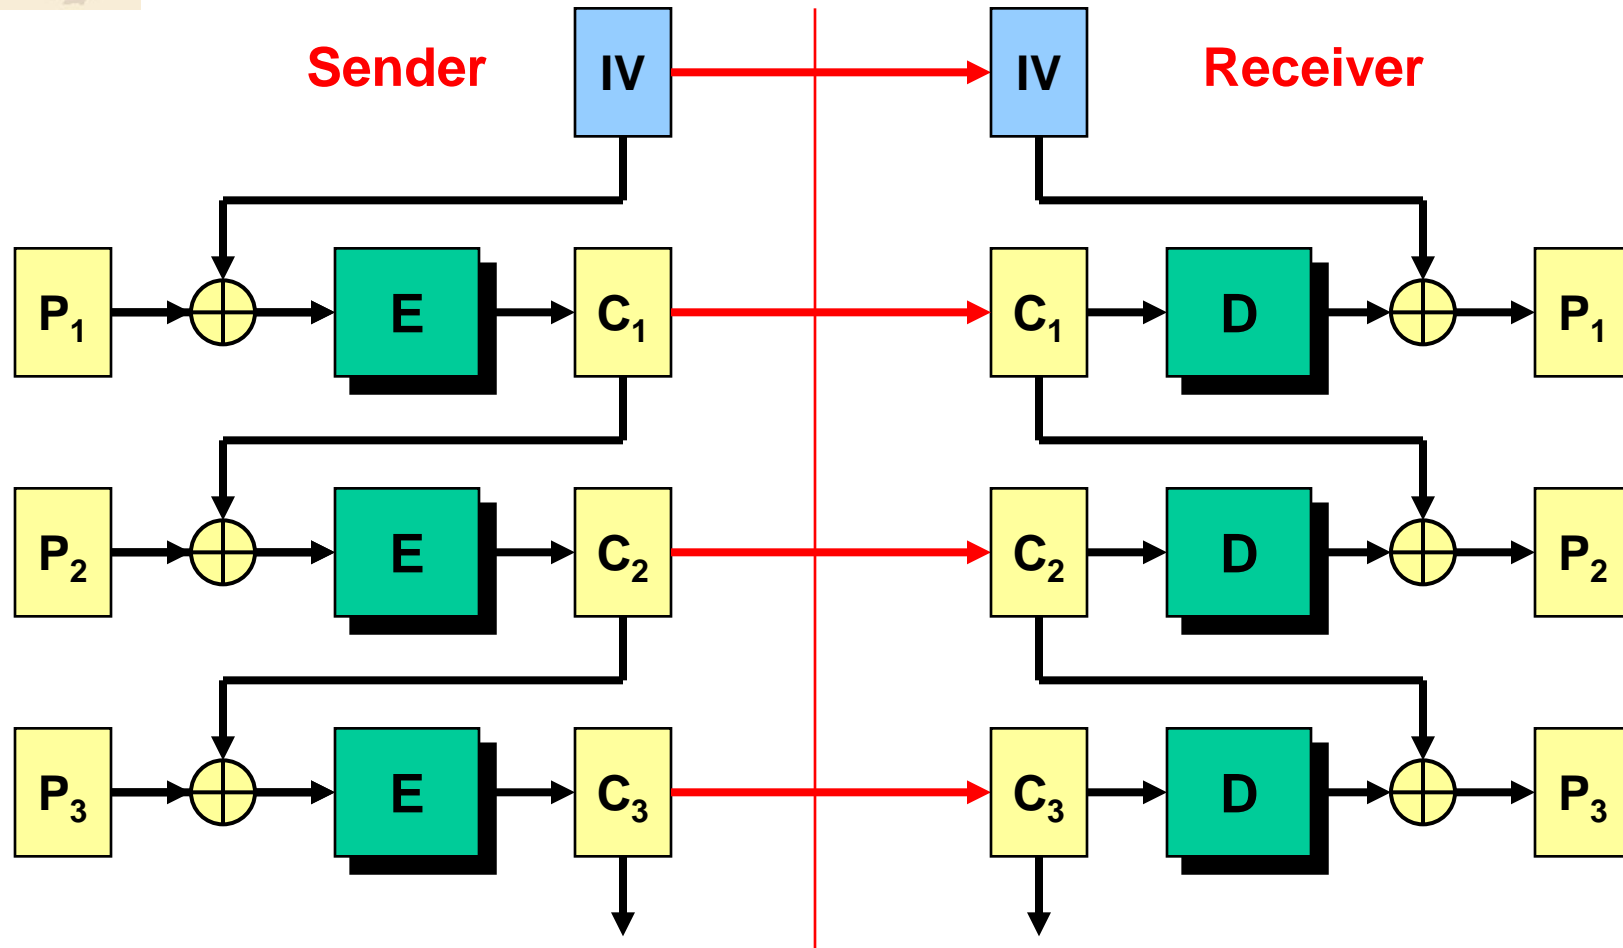 Sender IV IV Receiver
P₁ E C₁ C₁ D P₁
P₂ E C₂ C₂ D P₂
P₃ E C₃ C₃ D P₃